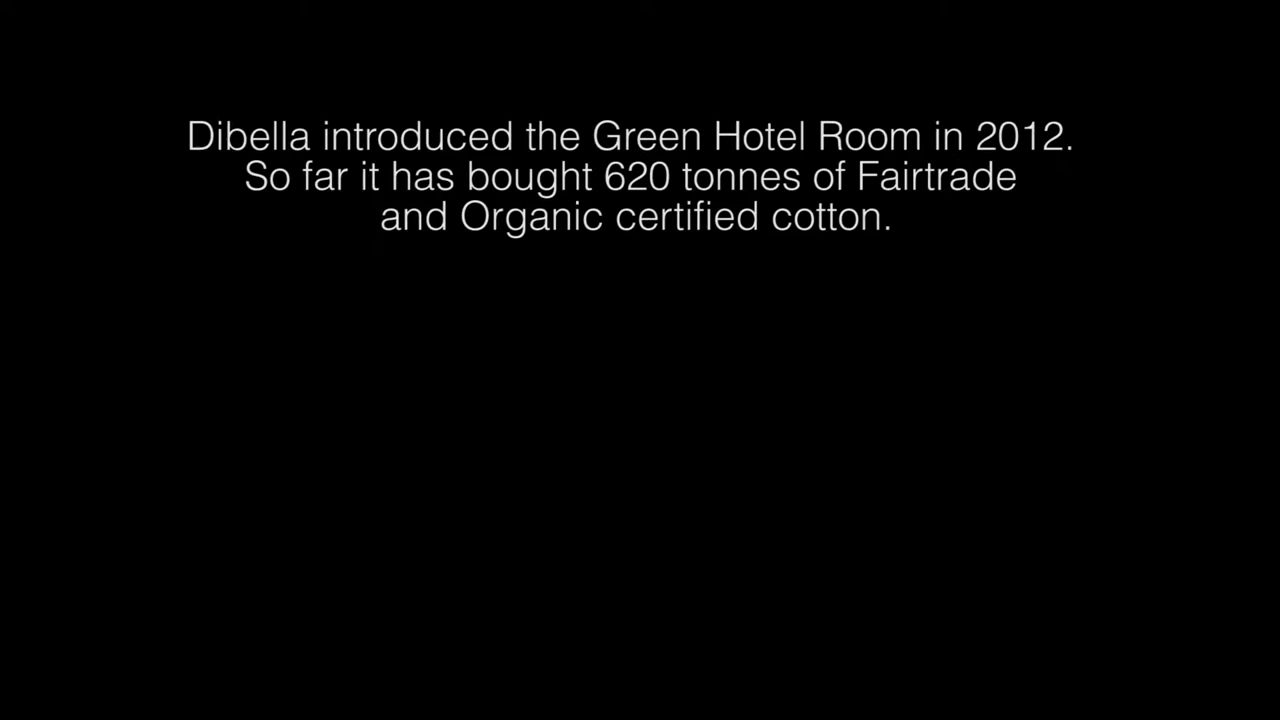 Dibella introduced the Green Hotel Room in 2012.
So far it has bought 620 tonnes of Fairtrade
and Organic certified cotton.